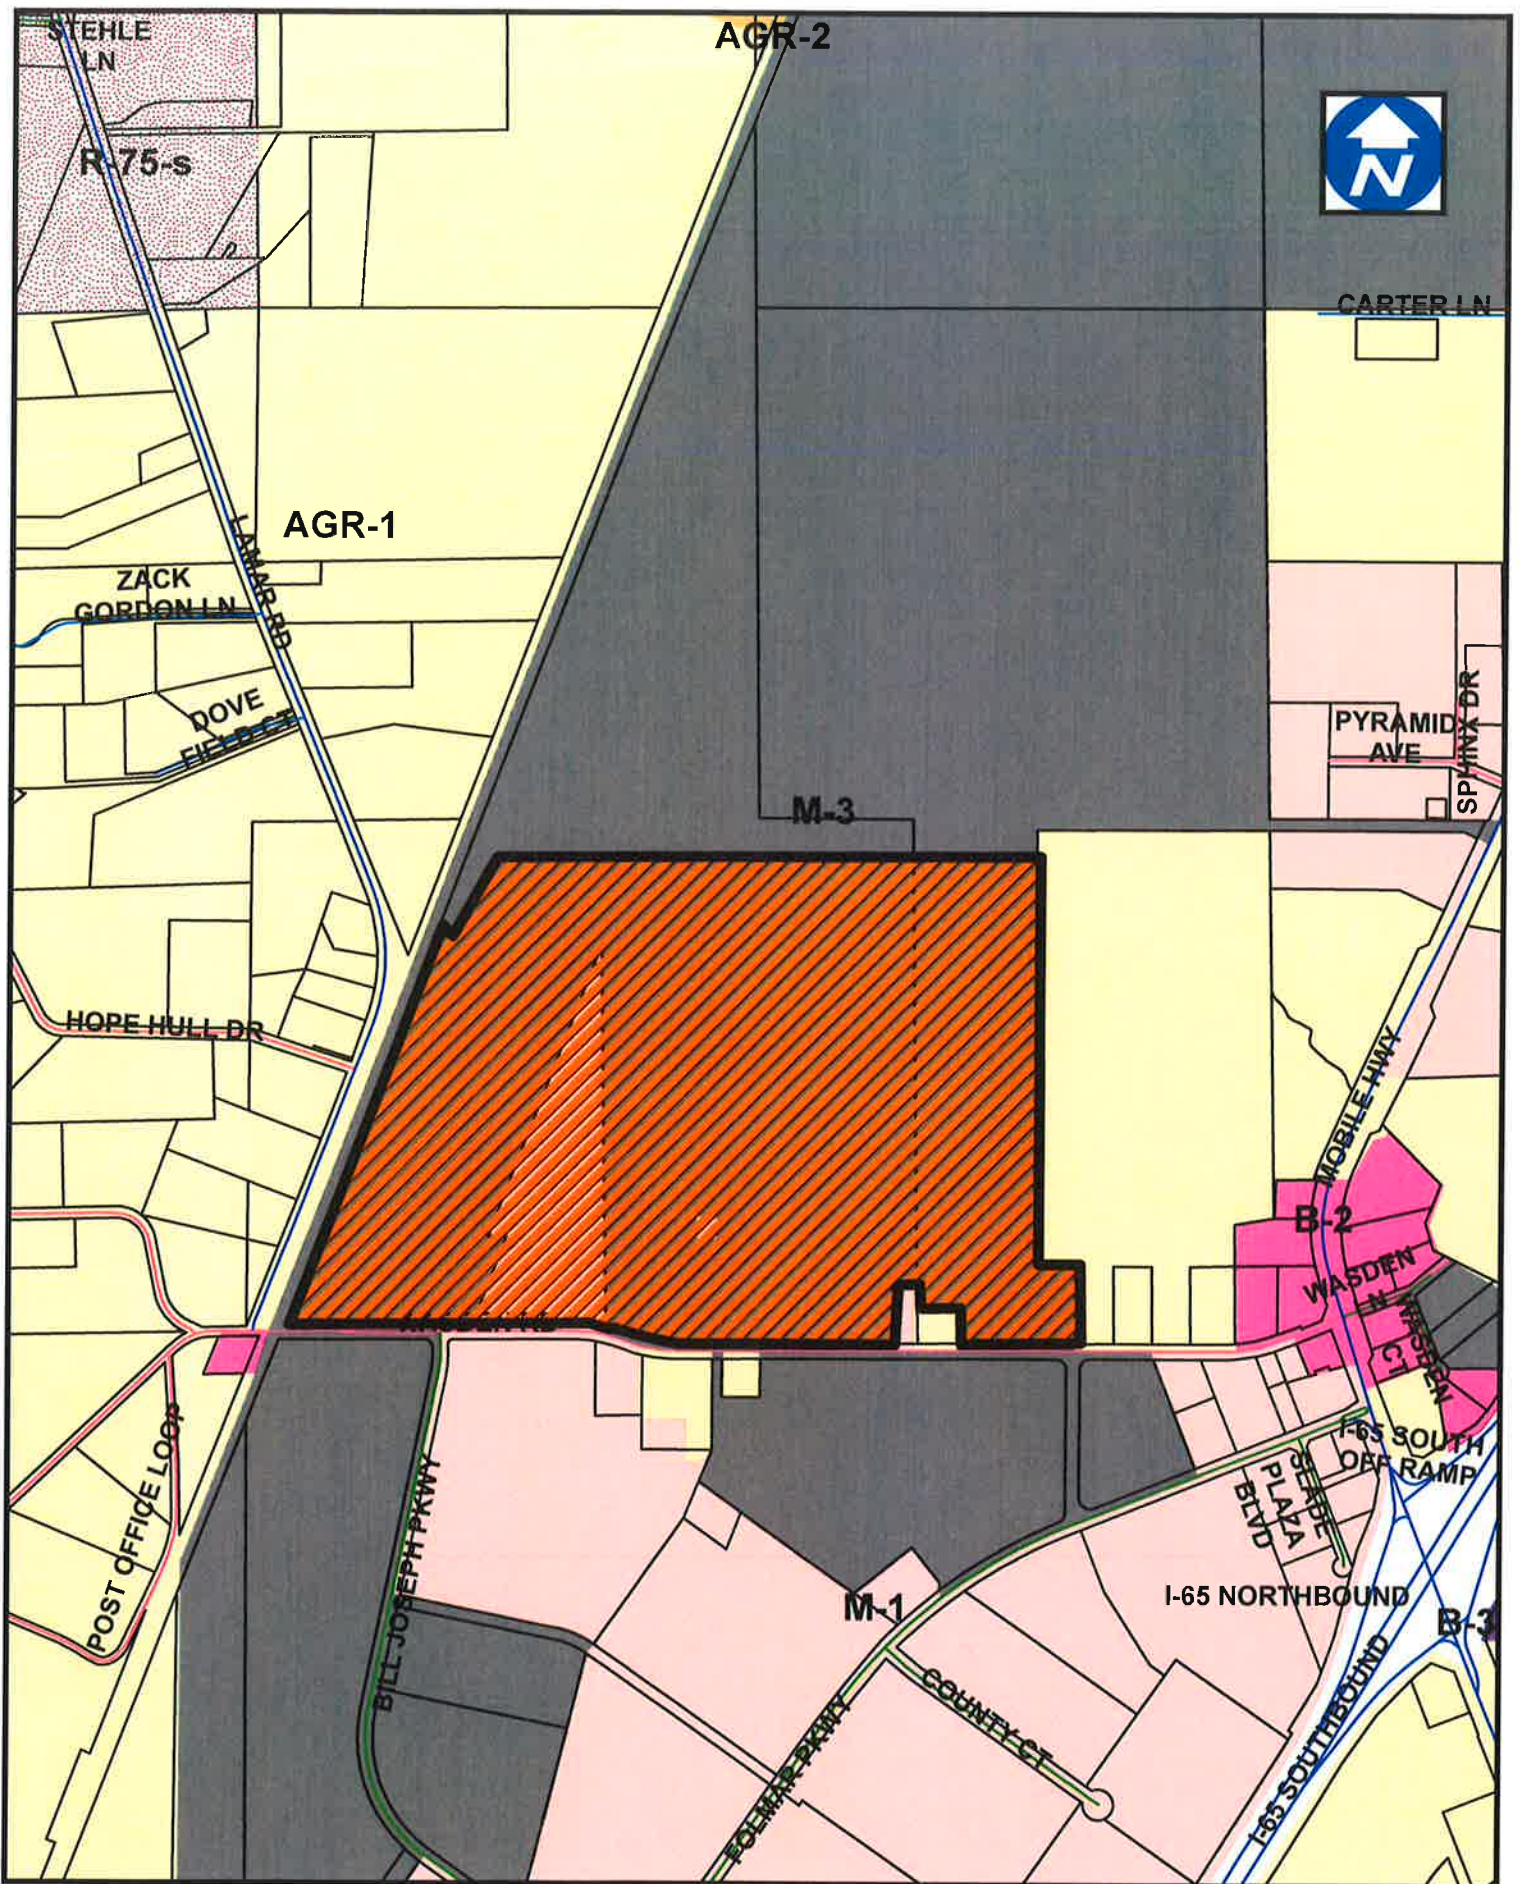 STEHLE
LN
AGR-2
R-75-s
N
CARTER LN
AGR-1
LAMAR RD
ZACK
GORDON LN
DOVE
FIELD CT
PYRAMID
AVE
SPHINX DR
M-3
HOPE HULL DR
MOBILE HWY
B-2
WASDEN
N
WASDEN
CT
I-65 SOUTH
OFF RAMP
SLADE
PLAZA
BLVD
POST OFFICE LOOP
BILL JOSEPH PKWY
I-65 NORTHBOUND
M-1
B-3
COUNTY CT
FOLMAR PKWY
I-65 SOUTHBOUND